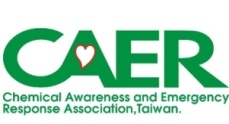 CAER
Chemical Awareness and Emergency
Response Association,Taiwan.